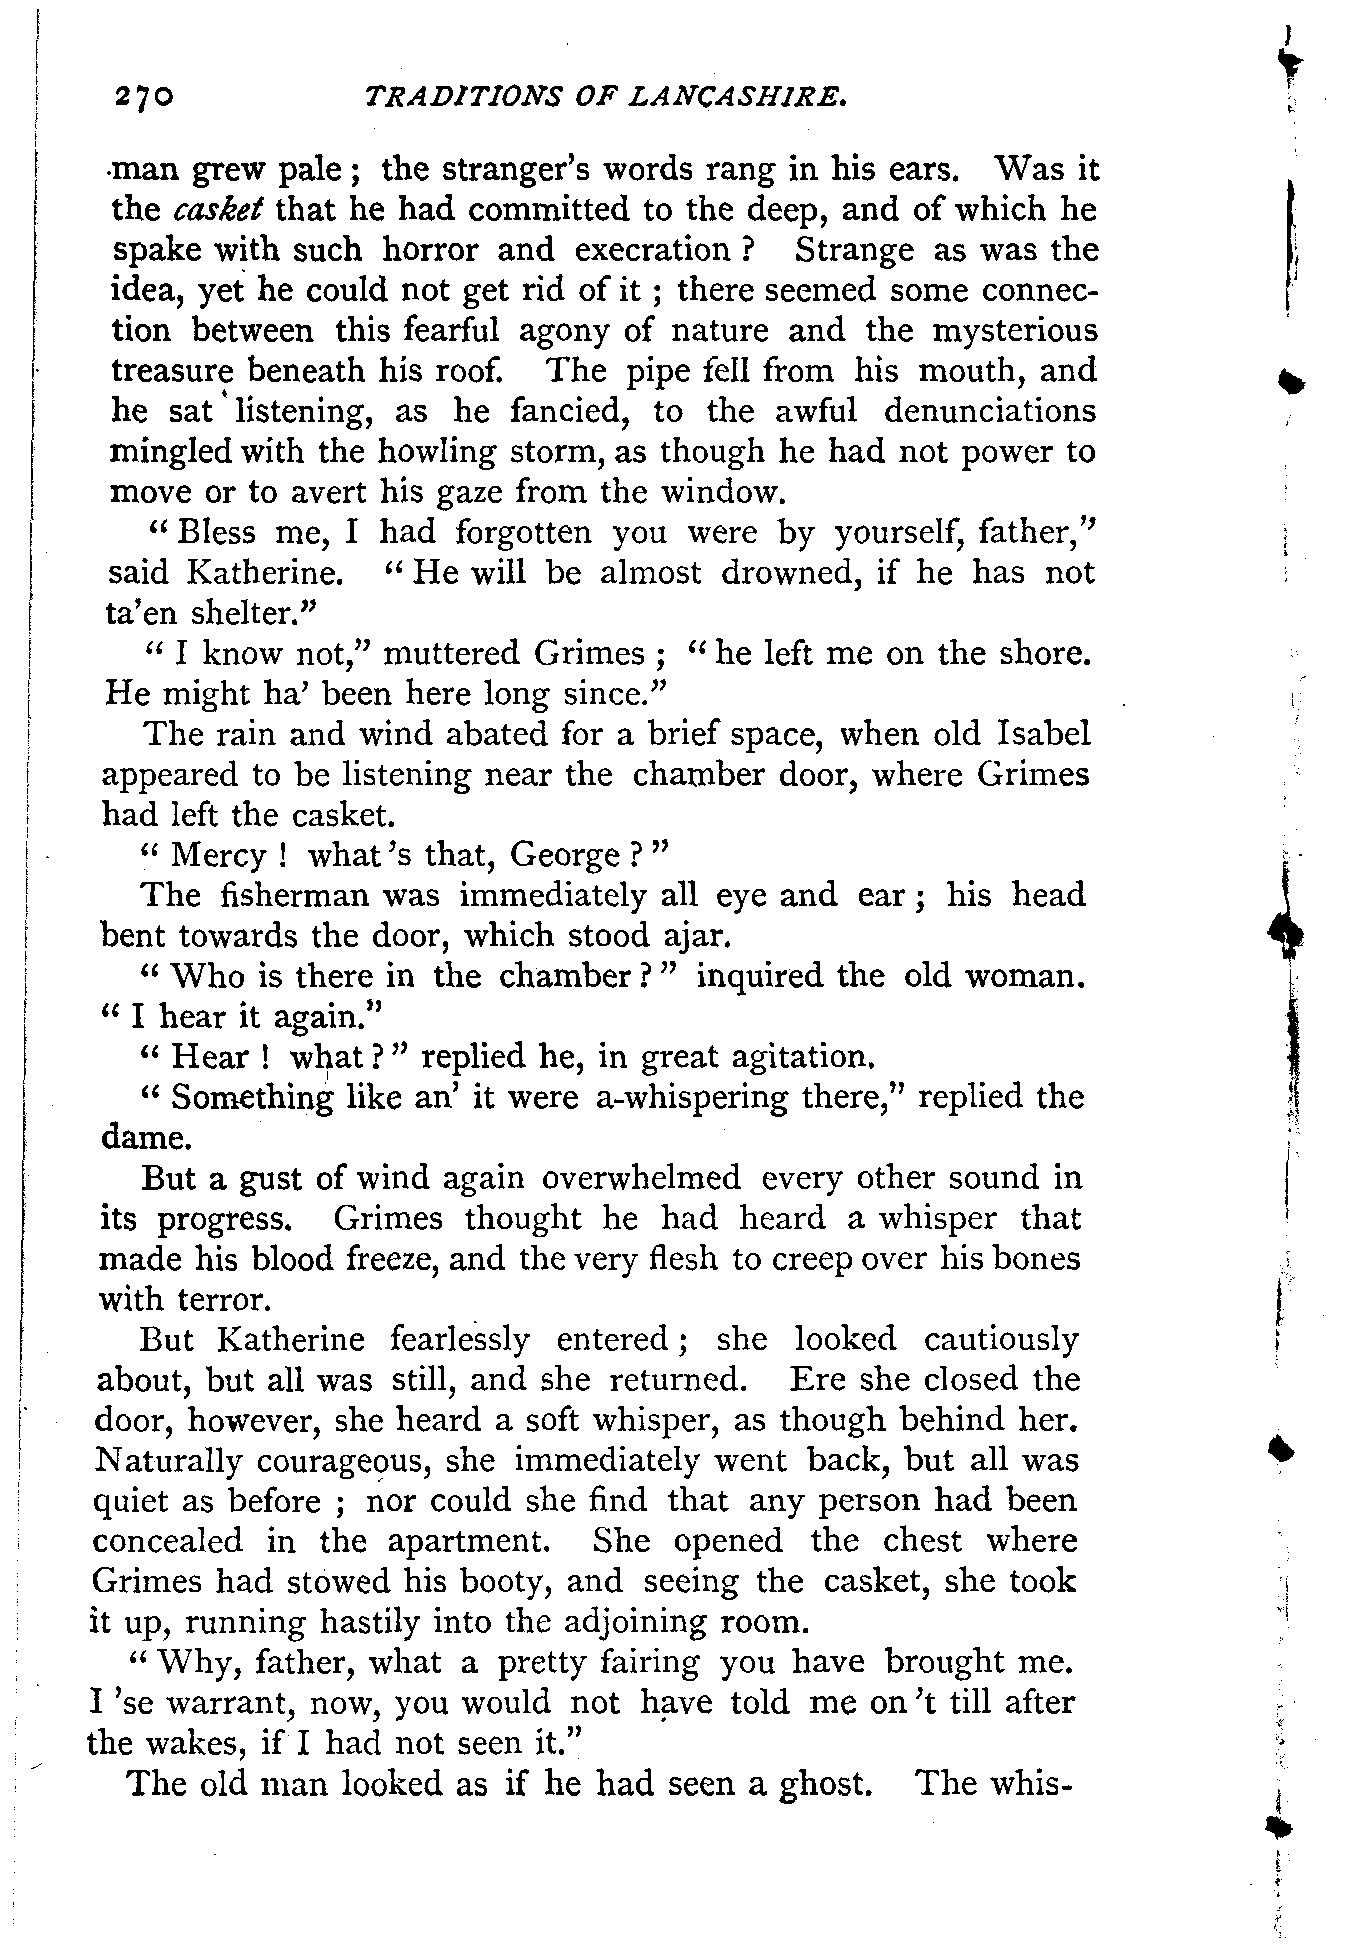 270 TRADITIONS OF LANCASHIRE.
man grew pale ; the stranger's words rang in his ears. Was it
the casket that he had committed to the deep, and of which he
spake with such horror and execration ? Strange as was the
idea, yet he could not get rid of it ; there seemed some connec-
tion between this fearful agony of nature and the mysterious
treasure beneath his roof. The pipe fell from his mouth, and
he sat listening, as he fancied, to the awful denunciations
mingled with the howling storm, as though he had not power to
move or to avert his gaze from the window.
“ Bless me, I had forgotten you were by yourself, father,”
said Katherine. “ He will be almost drowned, if he has not
ta'en shelter.”
“ I know not,” muttered Grimes ; “ he left me on the shore.
He might ha' been here long since.”
The rain and wind abated for a brief space, when old Isabel
appeared to be listening near the chamber door, where Grimes
had left the casket.
“ Mercy ! what 's that, George ? ”
The fisherman was immediately all eye and ear ; his head
bent towards the door, which stood ajar.
“ Who is there in the chamber ? ” inquired the old woman.
“ I hear it again.”
“ Hear ! what ? ” replied he, in great agitation.
“ Something like an' it were a-whispering there,” replied the
dame.
But a gust of wind again overwhelmed every other sound in
its progress. Grimes thought he had heard a whisper that
made his blood freeze, and the very flesh to creep over his bones
with terror.
But Katherine fearlessly entered ; she looked cautiously
about, but all was still, and she returned. Ere she closed the
door, however, she heard a soft whisper, as though behind her.
Naturally courageous, she immediately went back, but all was
quiet as before ; nor could she find that any person had been
concealed in the apartment. She opened the chest where
Grimes had stowed his booty, and seeing the casket, she took
it up, running hastily into the adjoining room.
“ Why, father, what a pretty fairing you have brought me.
I 'se warrant, now, you would not have told me on 't till after
the wakes, if I had not seen it.”
The old man looked as if he had seen a ghost. The whis-